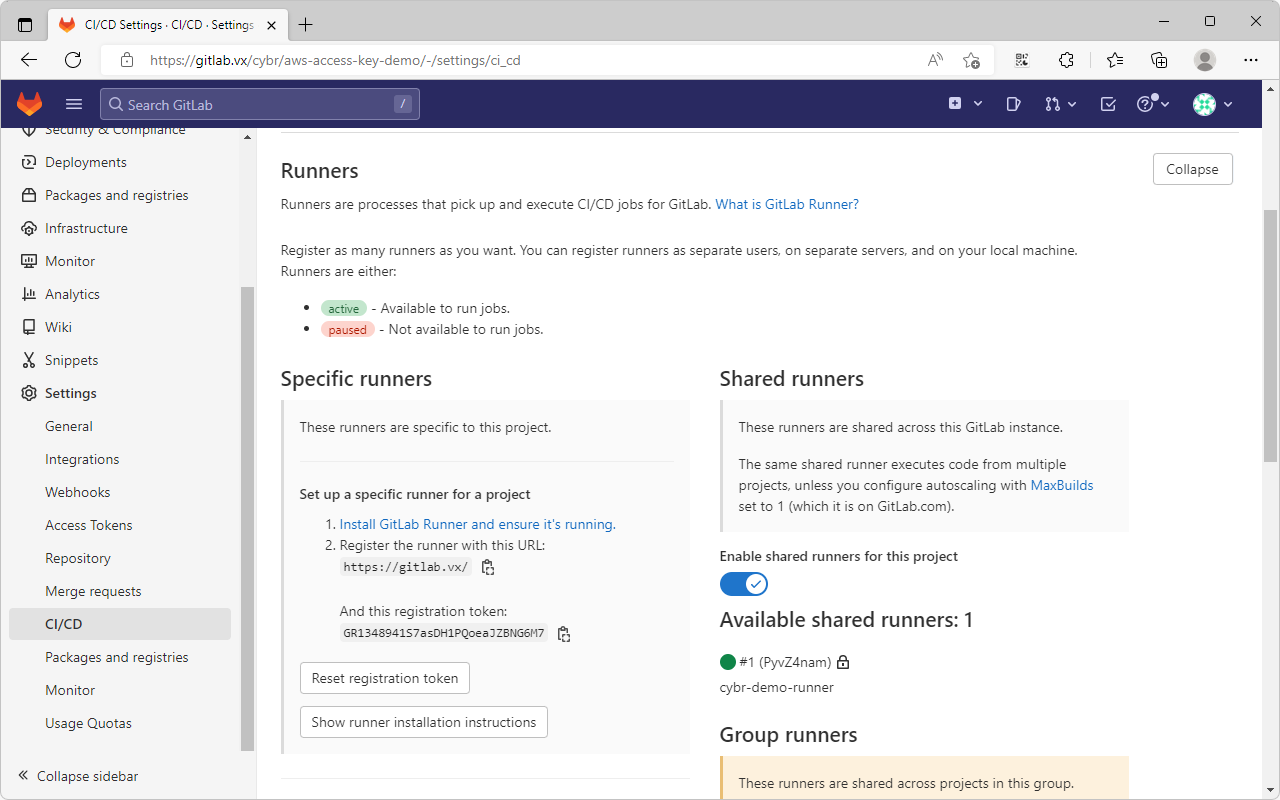 CI/CD Settings · CI/CD · Settings
https://gitlab.vx/cybr/aws-access-key-demo/-/settings/ci_cd
Search GitLab
/
Security & Compliance
Deployments
Packages and registries
Infrastructure
Monitor
Analytics
Wiki
Snippets
Settings
General
Integrations
Webhooks
Access Tokens
Repository
Merge requests
CI/CD
Packages and registries
Monitor
Usage Quotas
Collapse sidebar
Runners
Collapse
Runners are processes that pick up and execute CI/CD jobs for GitLab. What is GitLab Runner?
Register as many runners as you want. You can register runners as separate users, on separate servers, and on your local machine.
Runners are either:
• active - Available to run jobs.
• paused - Not available to run jobs.
Specific runners
These runners are specific to this project.
Set up a specific runner for a project
1. Install GitLab Runner and ensure it's running.
2. Register the runner with this URL:
https://gitlab.vx/
And this registration token:
GR1348941S7asDH1PQoeaJZBNG6M7
Reset registration token
Show runner installation instructions
Shared runners
These runners are shared across this GitLab instance.
The same shared runner executes code from multiple
projects, unless you configure autoscaling with MaxBuilds
set to 1 (which it is on GitLab.com).
Enable shared runners for this project
Available shared runners: 1
#1 (PyvZ4nam)
cybr-demo-runner
Group runners
These runners are shared across projects in this group.